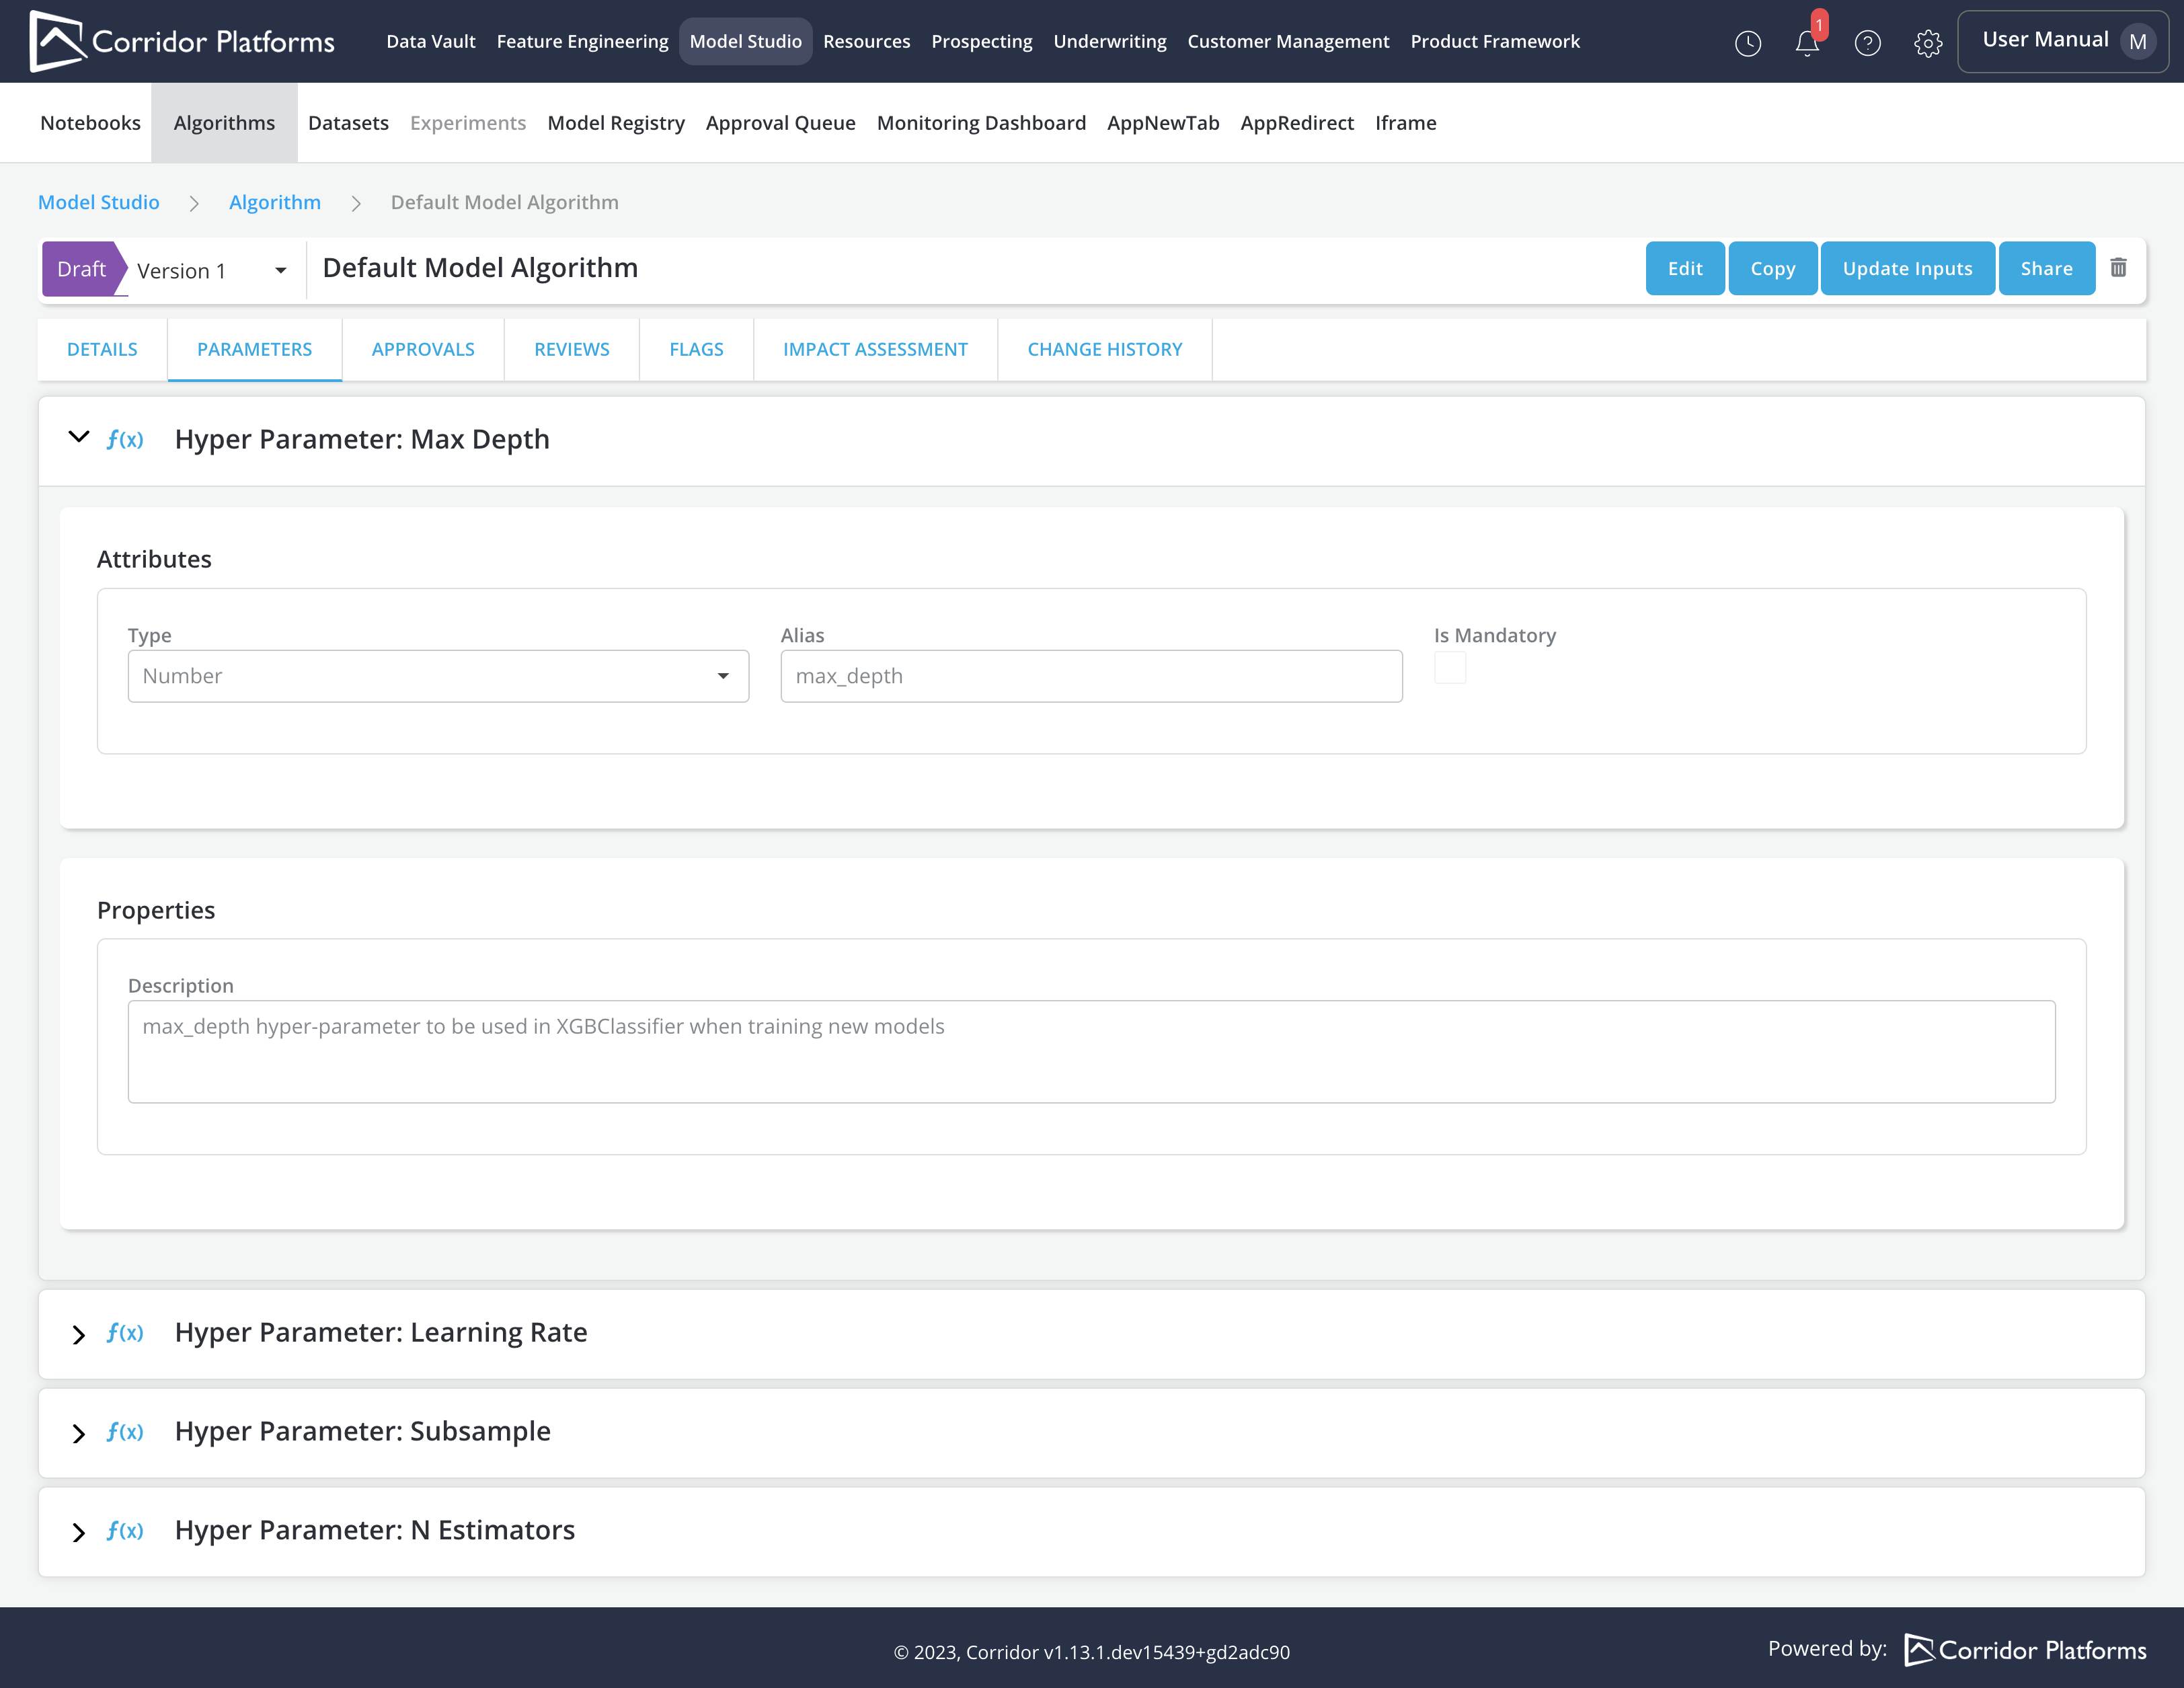 Corridor Platforms Data Vault Feature Engineering Model Studio Resources Prospecting Underwriting Customer Management Product Framework 1 User Manual M
Notebooks Algorithms Datasets Experiments Model Registry Approval Queue Monitoring Dashboard AppNewTab AppRedirect Iframe
Model Studio Algorithm Default Model Algorithm
Draft Version 1 Default Model Algorithm Edit Copy Update Inputs Share
DETAILS PARAMETERS APPROVALS REVIEWS FLAGS IMPACT ASSESSMENT CHANGE HISTORY
f(x) Hyper Parameter: Max Depth
Attributes
Type Alias Is Mandatory
Number max_depth
Properties
Description
max_depth hyper-parameter to be used in XGBClassifier when training new models
f(x) Hyper Parameter: Learning Rate
f(x) Hyper Parameter: Subsample
f(x) Hyper Parameter: N Estimators
© 2023, Corridor v1.13.1.dev15439+gd2adc90 Powered by: Corridor Platforms